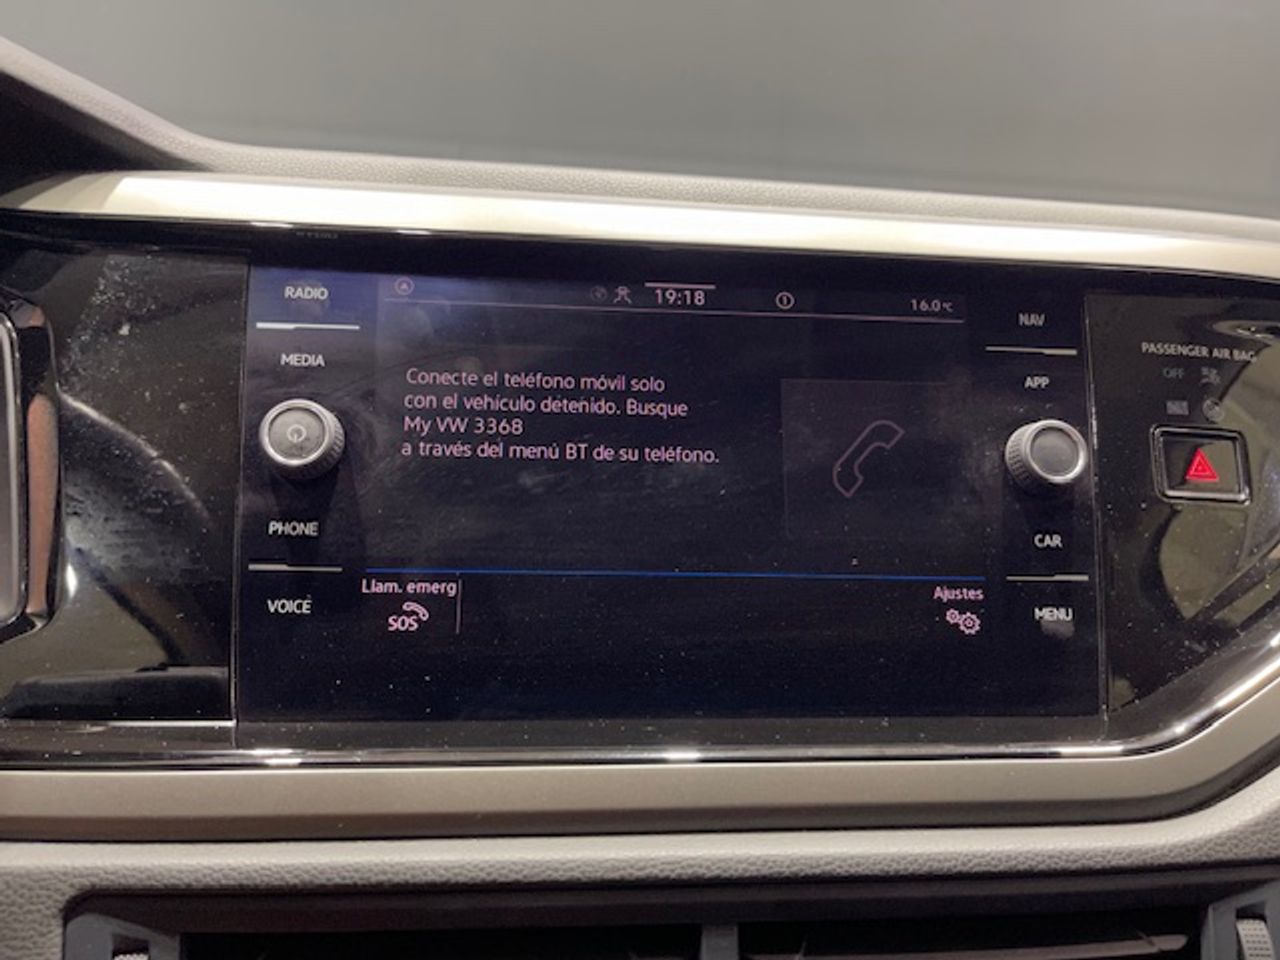 RADIO
MEDIA
PHONE
VOICE
19:18
16.0°C
Conecte el teléfono móvil solo
con el vehículo detenido. Busque
My VW 3368
a través del menú BT de su teléfono.
Llam. emerg
SOS
Ajustes
NAV
APP
CAR
MENU
PASSENGER AIR BAG
OFF